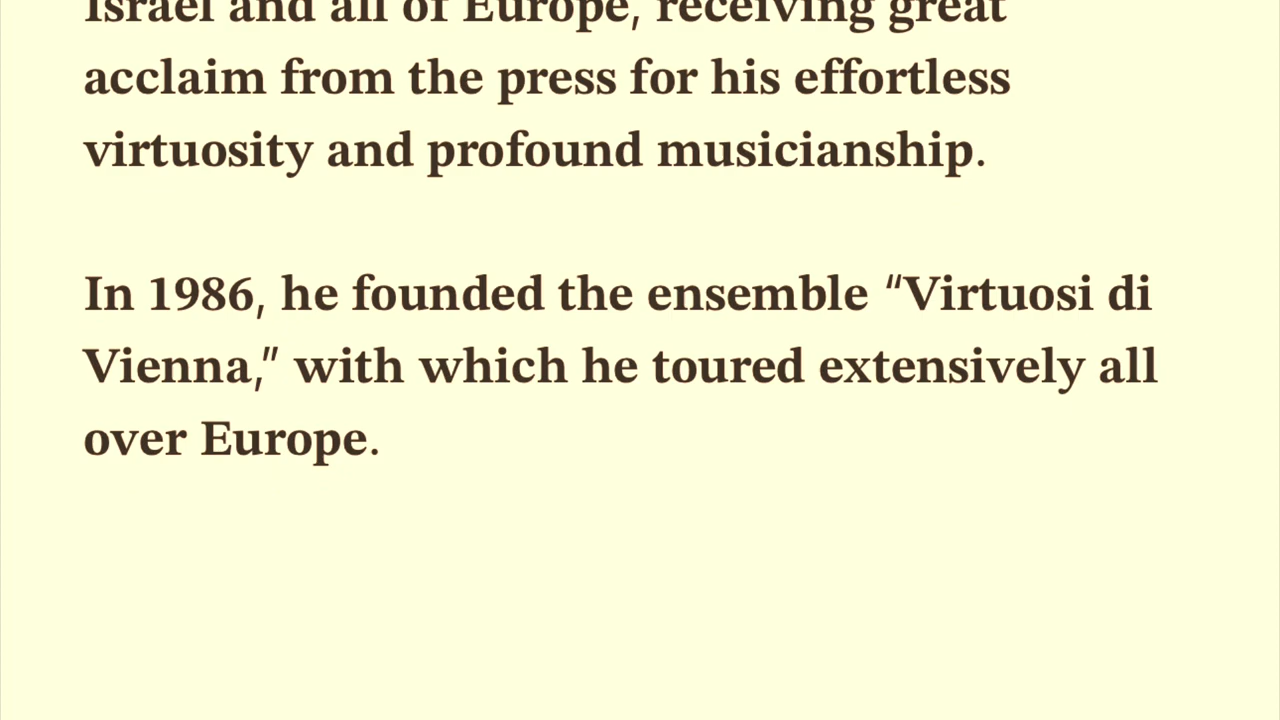 Israel and all of Europe, receiving great
acclaim from the press for his effortless
virtuosity and profound musicianship.
In 1986, he founded the ensemble “Virtuosi di
Vienna,” with which he toured extensively all
over Europe.